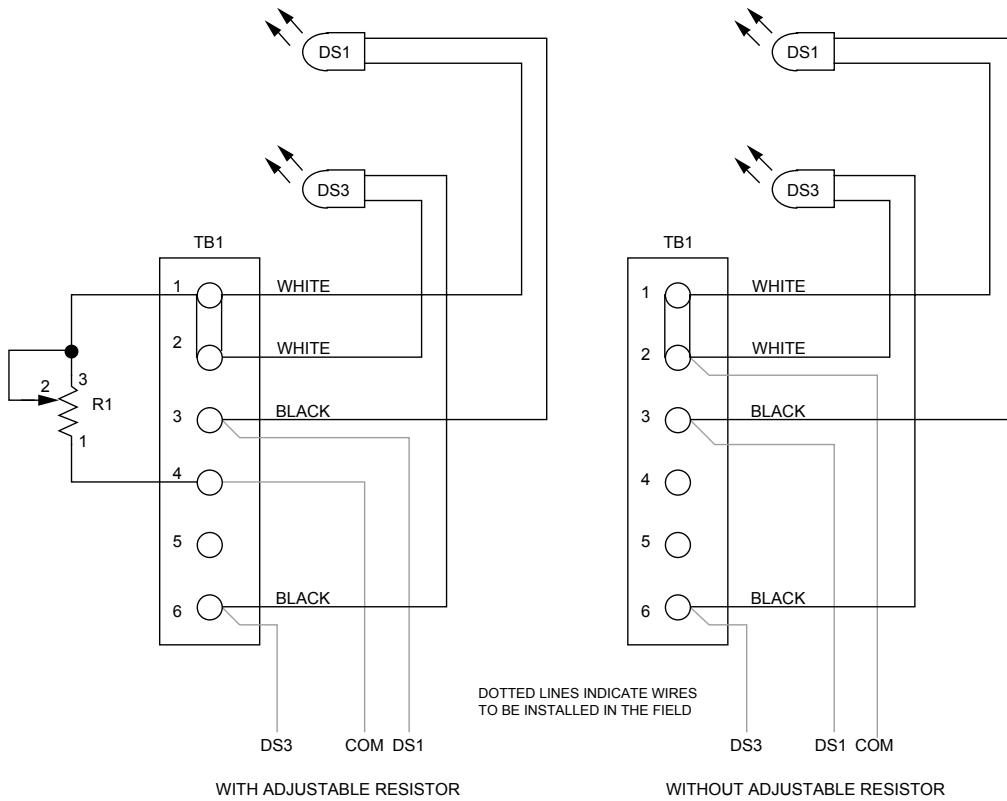 DS1
DS3
TB1
1
WHITE
2
WHITE
3
BLACK
4
5
6
BLACK
3
2
R1
1
DS3
COM
DS1
WITH ADJUSTABLE RESISTOR
DOTTED LINES INDICATE WIRES
TO BE INSTALLED IN THE FIELD
DS1
DS3
TB1
1
WHITE
2
WHITE
3
BLACK
4
5
6
BLACK
DS3
DS1
COM
WITHOUT ADJUSTABLE RESISTOR